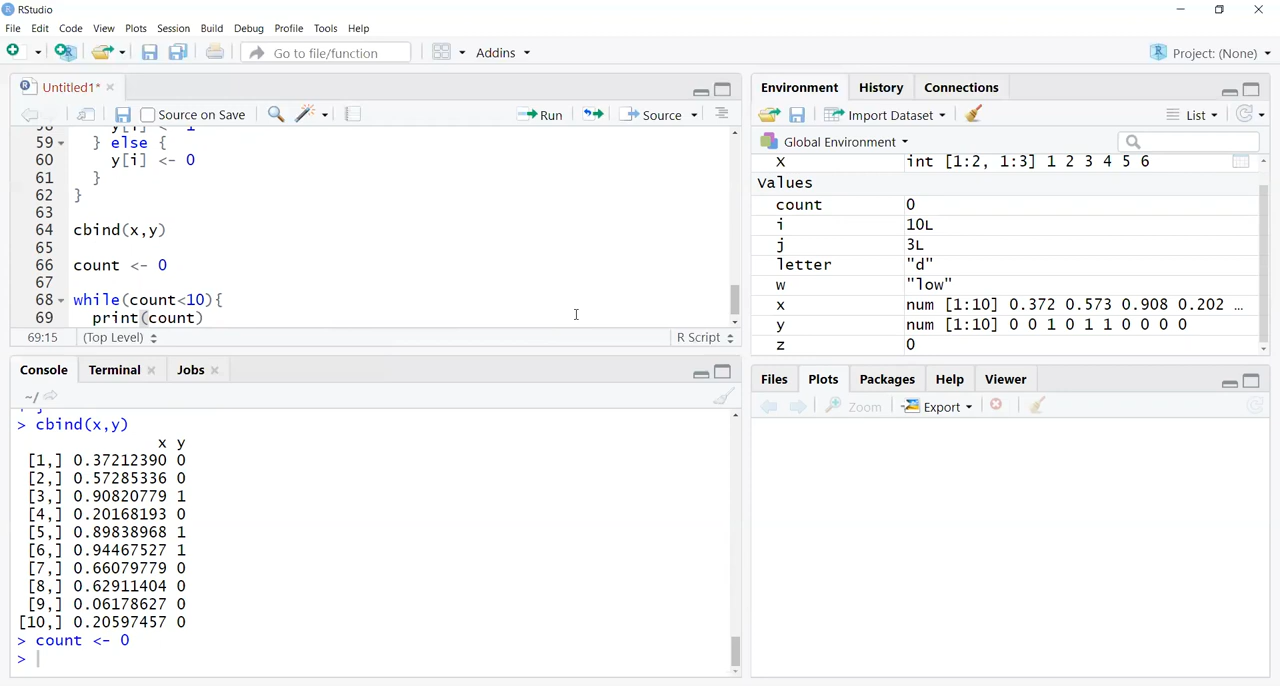 RStudio
File Edit Code View Plots Session Build Debug Profile Tools Help
Go to file/function Addins Project: (None)
Untitled1*
Source on Save Run Source
59 } else {
60 y[i] <- 0
61 }
62 }
63
64 cbind(x,y)
65
66 count <- 0
67
68 while(count<10){
69 print(count)
69:15 (Top Level) R Script
Console Terminal Jobs
~/
> cbind(x,y)
x y
[1,] 0.37212390 0
[2,] 0.57285336 0
[3,] 0.90820779 1
[4,] 0.20168193 0
[5,] 0.89838968 1
[6,] 0.94467527 1
[7,] 0.66079779 0
[8,] 0.62911404 0
[9,] 0.06178627 0
[10,] 0.20597457 0
> count <- 0
>
Environment History Connections
Import Dataset List
Global Environment
x int [1:2, 1:3] 1 2 3 4 5 6
Values
count 0
i 10L
j 3L
letter "d"
w "low"
x num [1:10] 0.372 0.573 0.908 0.202 ...
y num [1:10] 0 0 1 0 1 1 0 0 0 0
z 0
Files Plots Packages Help Viewer
Zoom Export